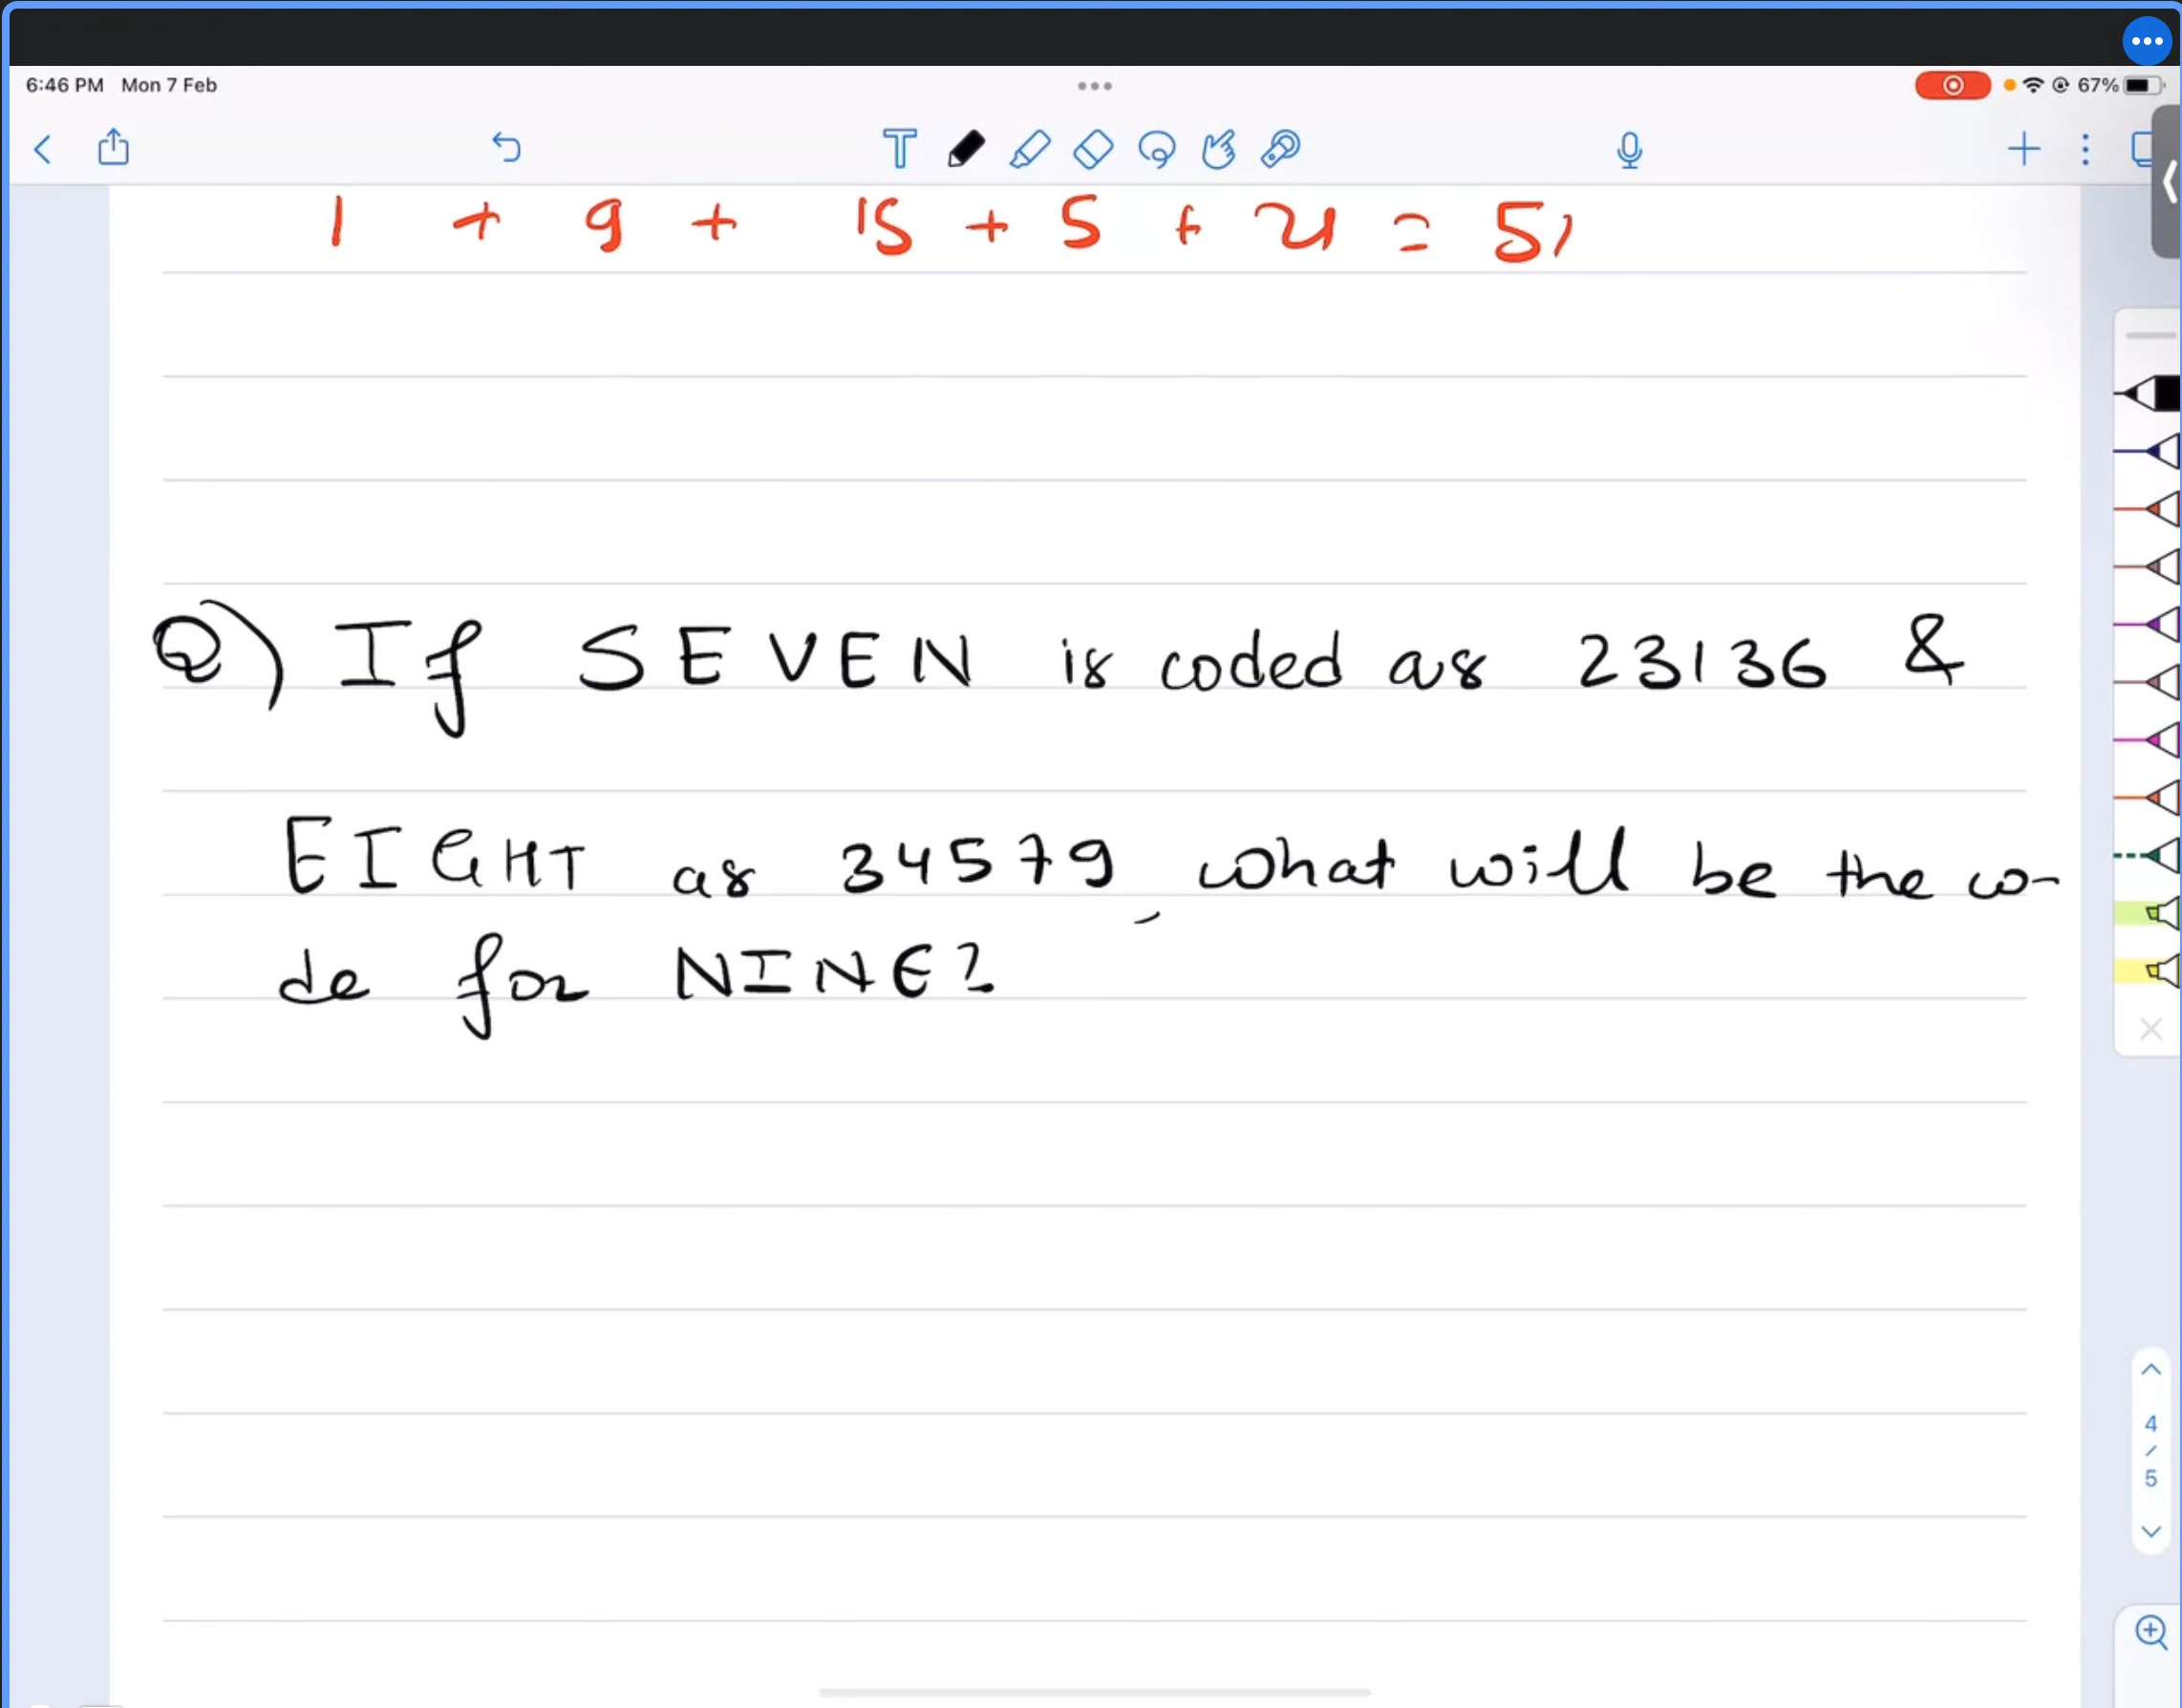 6:46 PM Mon 7 Feb
67%
1 + 9 + 15 + 5 + 21 = 51
Q) If SEVEN is coded as 23136 &
EIGHT as 34579, what will be the co-
de for NINE?
4
/
5